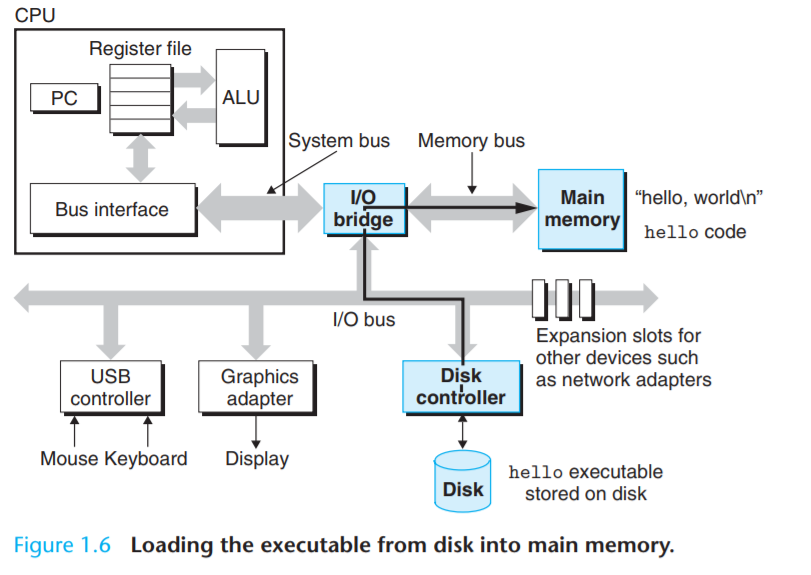 CPU
Register file
PC
ALU
System bus
Memory bus
Bus interface
I/O
bridge
Main
memory
“hello, world\n”
hello code
I/O bus
Expansion slots for
other devices such
as network adapters
USB
controller
Graphics
adapter
Disk
controller
Mouse Keyboard
Display
Disk
hello executable
stored on disk
Figure 1.6 Loading the executable from disk into main memory.